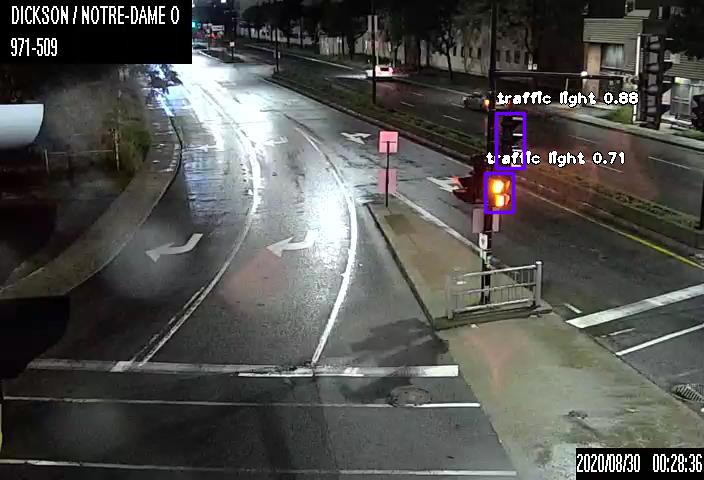 DICKSON / NOTRE-DAME O
971-509
traffic light 0.88
traffic light 0.71
2020/08/30 00:28:36